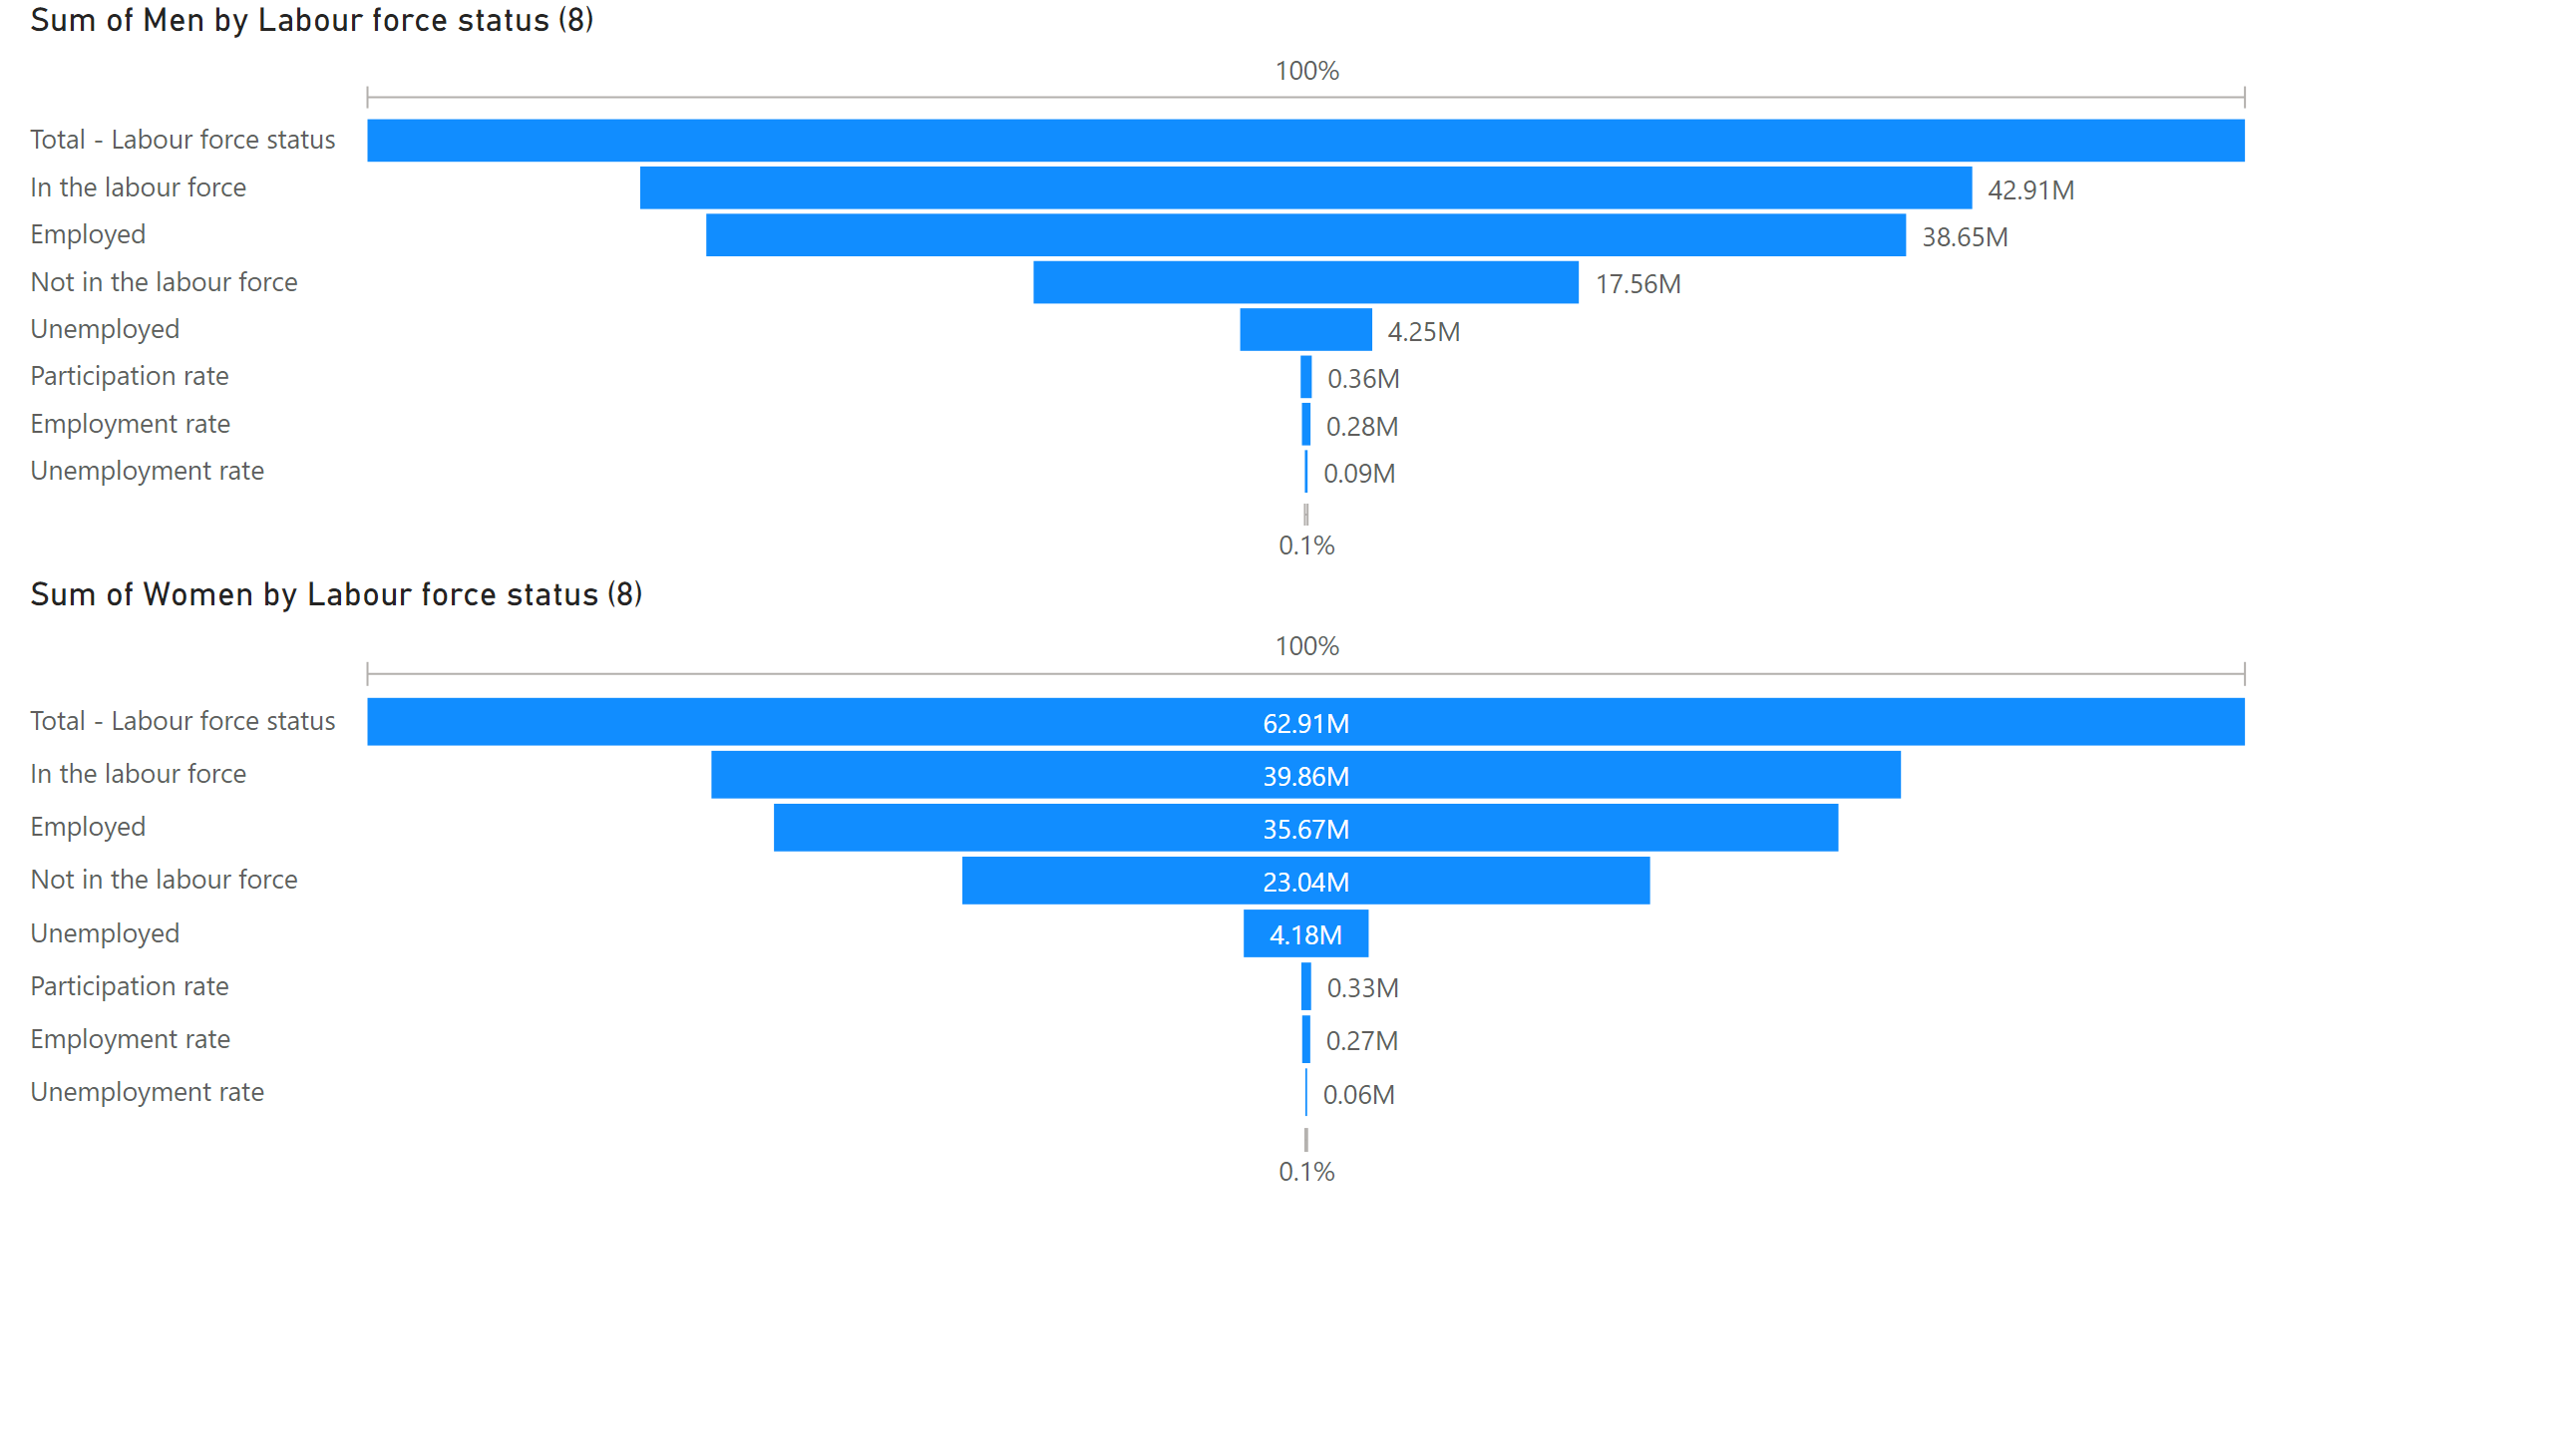 Sum of Men by Labour force status (8)
100%
Total - Labour force status
In the labour force 42.91M
Employed 38.65M
Not in the labour force 17.56M
Unemployed 4.25M
Participation rate 0.36M
Employment rate 0.28M
Unemployment rate 0.09M
0.1%
Sum of Women by Labour force status (8)
100%
Total - Labour force status 62.91M
In the labour force 39.86M
Employed 35.67M
Not in the labour force 23.04M
Unemployed 4.18M
Participation rate 0.33M
Employment rate 0.27M
Unemployment rate 0.06M
0.1%